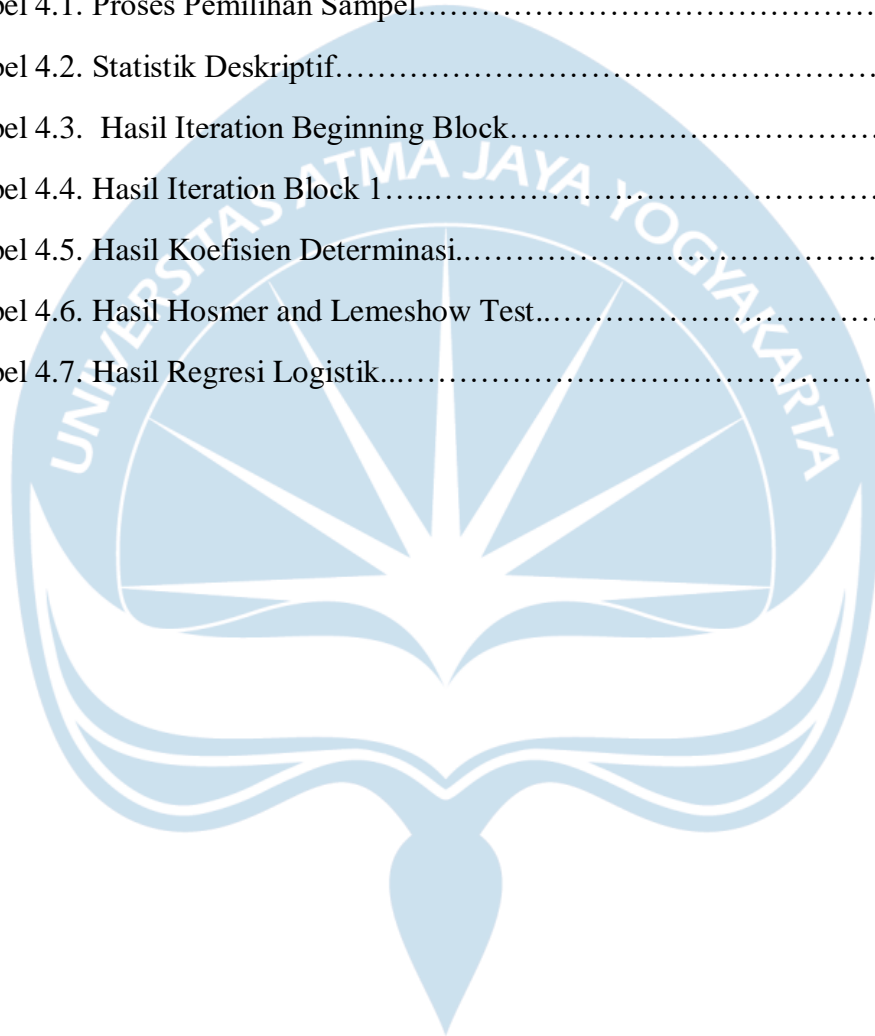 bel 4.1. Proses Pemilihan Sampel……………………………………
bel 4.2. Statistik Deskriptif……………………………………………
bel 4.3.  Hasil Iteration Beginning Block………….……………………
bel 4.4. Hasil Iteration Block 1…..………………………………………
bel 4.5. Hasil Koefisien Determinasi..……………………………………
bel 4.6. Hasil Hosmer and Lemeshow Test..……………………………
bel 4.7. Hasil Regresi Logistik...…………………………………………
UNIVERSITAS ATMA JAYA YOGYAKARTA